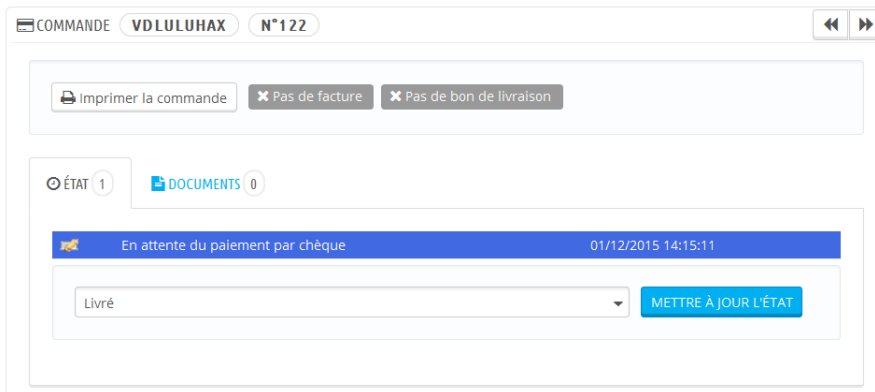 COMMANDE VDLULUHAX N°122
Imprimer la commande Pas de facture Pas de bon de livraison
ÉTAT 1 DOCUMENTS 0
En attente du paiement par chèque 01/12/2015 14:15:11
Livré METTRE À JOUR L'ÉTAT